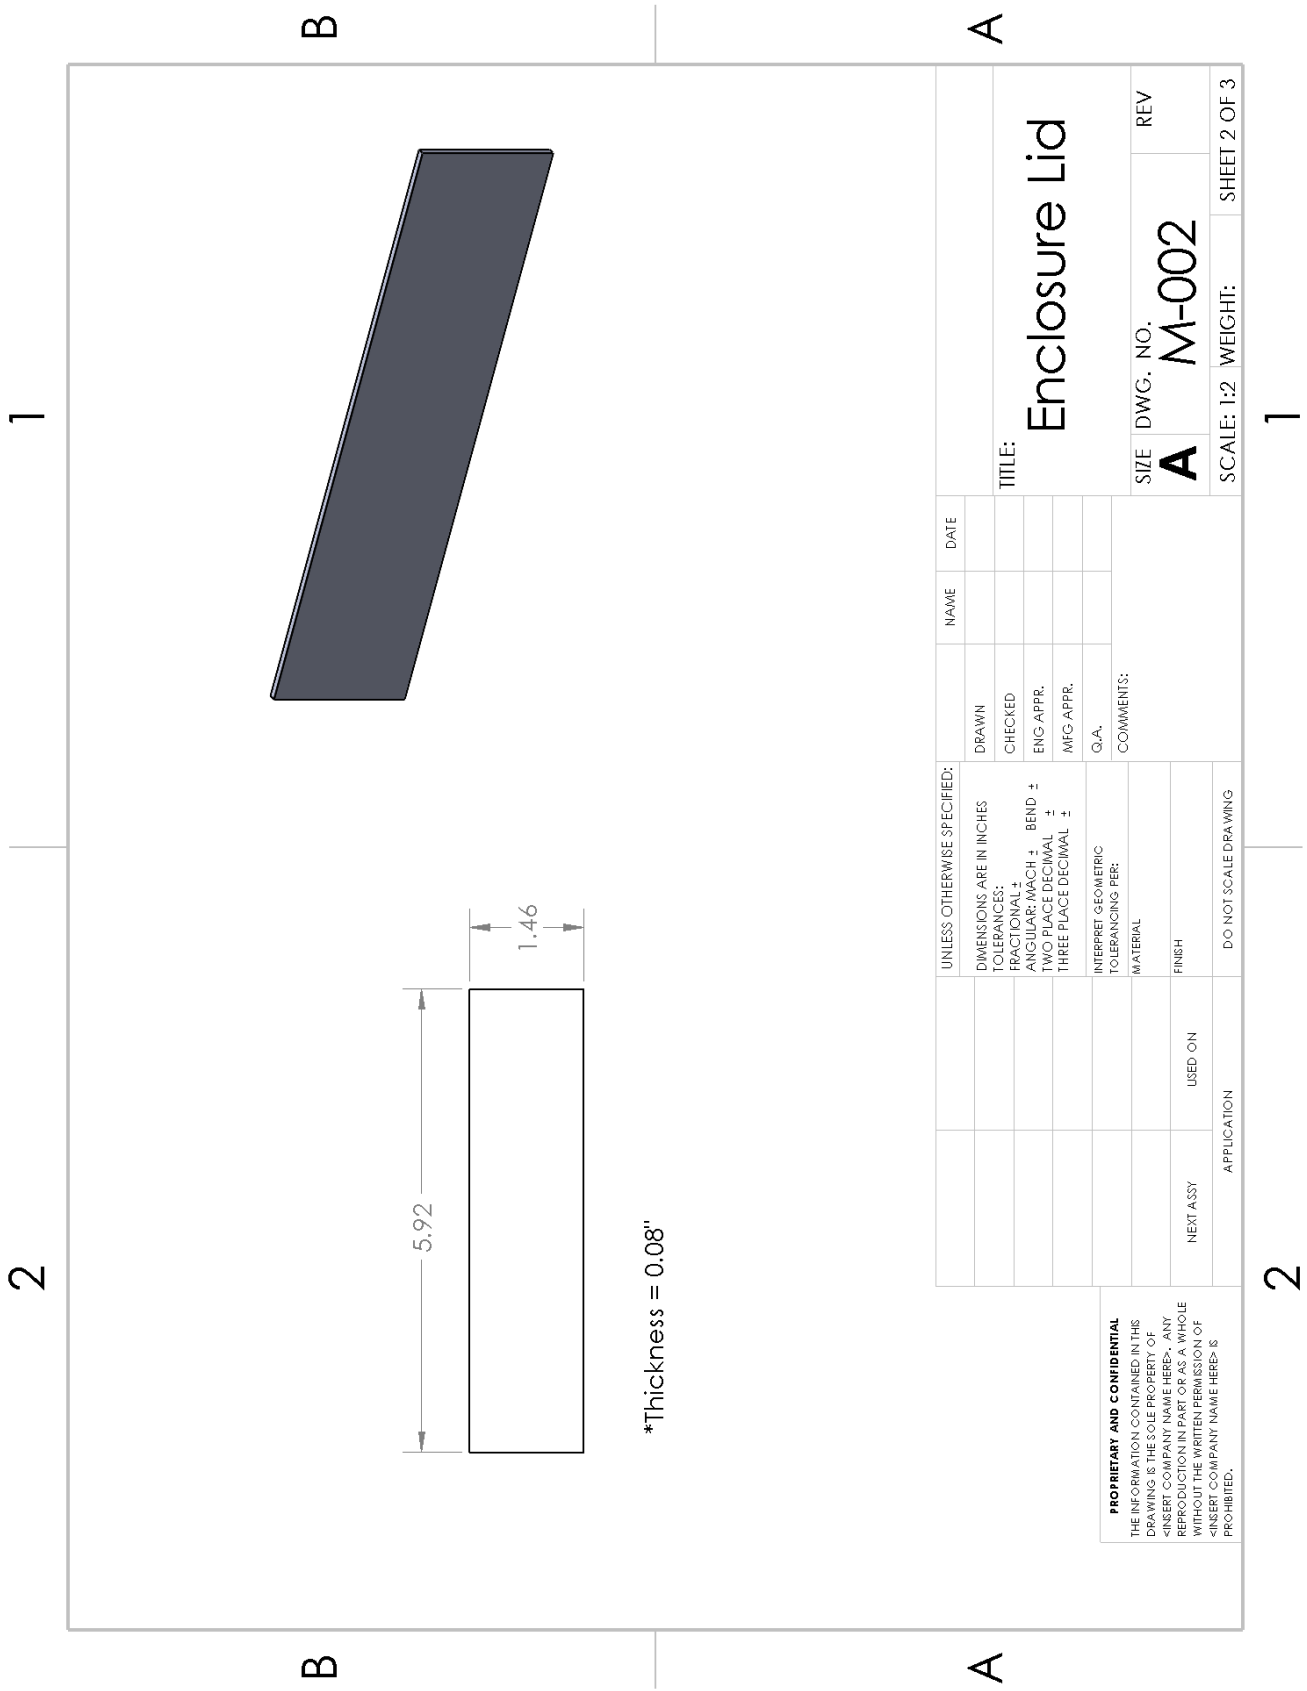 2
1
B
B
5.92
1.46
*Thickness = 0.08"
A
A
UNLESS OTHERWISE SPECIFIED:
DIMENSIONS ARE IN INCHES
TOLERANCES:
FRACTIONAL ±
ANGULAR: MACH ± BEND ±
TWO PLACE DECIMAL ±
THREE PLACE DECIMAL ±
INTERPRET GEOMETRIC
TOLERANCING PER:
MATERIAL
FINISH
DO NOT SCALE DRAWING
NAME DATE
DRAWN
CHECKED
ENG APPR.
MFG APPR.
Q.A.
COMMENTS:
TITLE:
Enclosure Lid
SIZE DWG. NO. REV
A M-002
SCALE: 1:2 WEIGHT: SHEET 2 OF 3
NEXT ASSY USED ON
APPLICATION
PROPRIETARY AND CONFIDENTIAL
THE INFORMATION CONTAINED IN THIS
DRAWING IS THE SOLE PROPERTY OF
<INSERT COMPANY NAME HERE>. ANY
REPRODUCTION IN PART OR AS A WHOLE
WITHOUT THE WRITTEN PERMISSION OF
<INSERT COMPANY NAME HERE> IS
PROHIBITED.
2
1